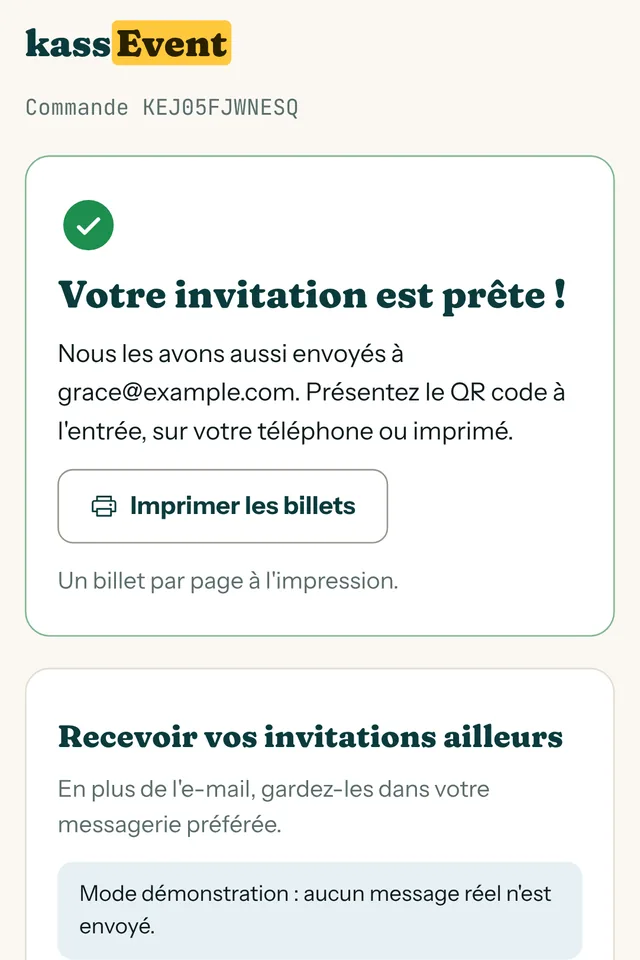 kassEvent
Commande KEJ05FJWNESQ
Votre invitation est prête !
Nous les avons aussi envoyés à
grace@example.com. Présentez le QR code à
l'entrée, sur votre téléphone ou imprimé.
Imprimer les billets
Un billet par page à l'impression.
Recevoir vos invitations ailleurs
En plus de l'e-mail, gardez-les dans votre
messagerie préférée.
Mode démonstration : aucun message réel n'est
envoyé.